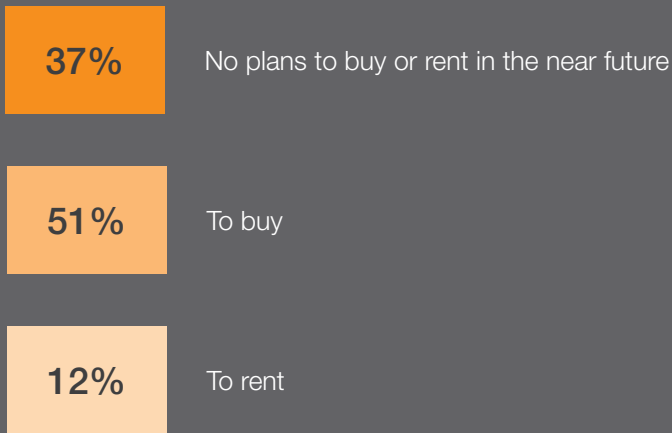 37% No plans to buy or rent in the near future
51% To buy
12% To rent